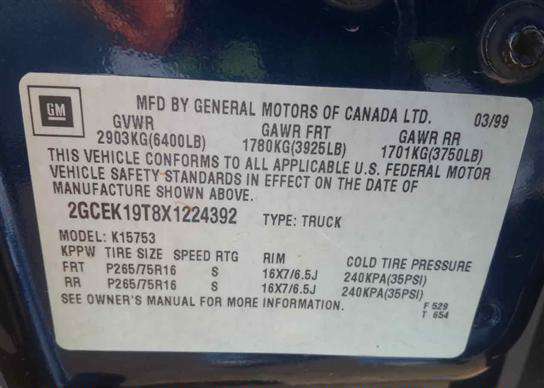 GM
MFD BY GENERAL MOTORS OF CANADA LTD. 03/99
GVWR GAWR FRT GAWR RR
2903KG(6400LB) 1780KG(3925LB) 1701KG(3750LB)
THIS VEHICLE CONFORMS TO ALL APPLICABLE U.S. FEDERAL MOTOR
VEHICLE SAFETY STANDARDS IN EFFECT ON THE DATE OF
MANUFACTURE SHOWN ABOVE.
2GCEK19T8X1224392 TYPE: TRUCK
MODEL: K15753
KPPW TIRE SIZE SPEED RTG RIM COLD TIRE PRESSURE
FRT P265/75R16 S 16X7/6.5J 240KPA(35PSI)
RR P265/75R16 S 16X7/6.5J 240KPA(35PSI)
SEE OWNER'S MANUAL FOR MORE INFORMATION. F 529
T 654